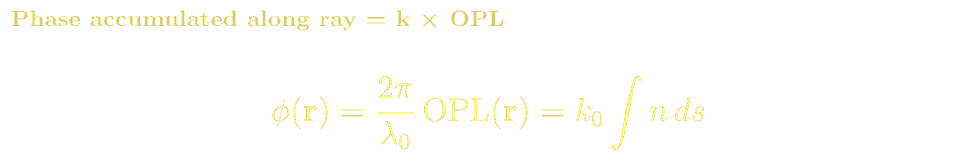 Phase accumulated along ray = k × OPL
ϕ(r) = 2π/λ₀ OPL(r) = k₀ ∫ n ds